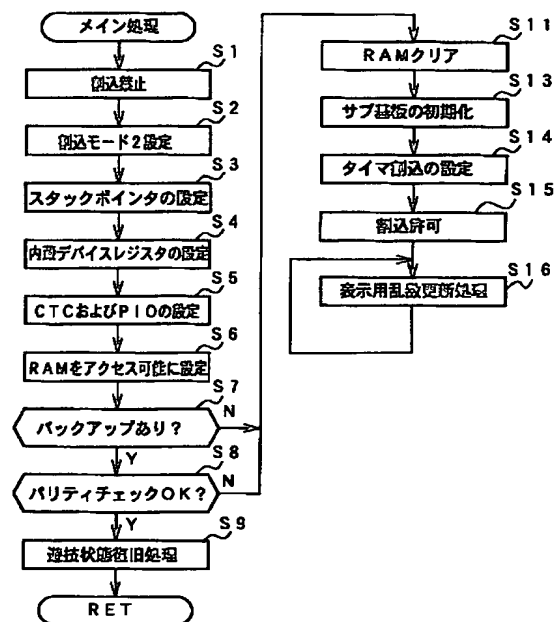 メイン処理
S1
割込禁止
S2
割込モード2設定
S3
スタックポインタの設定
S4
内蔵デバイスレジスタの設定
S5
CTCおよびPIOの設定
S6
RAMをアクセス可能に設定
S7
バックアップあり?
N
Y
S8
パリティチェックOK?
N
Y
S9
遊技状態復旧処理
RET
S11
RAMクリア
S13
サブ基板の初期化
S14
タイマ割込の設定
S15
割込許可
S16
表示用乱数更新処理